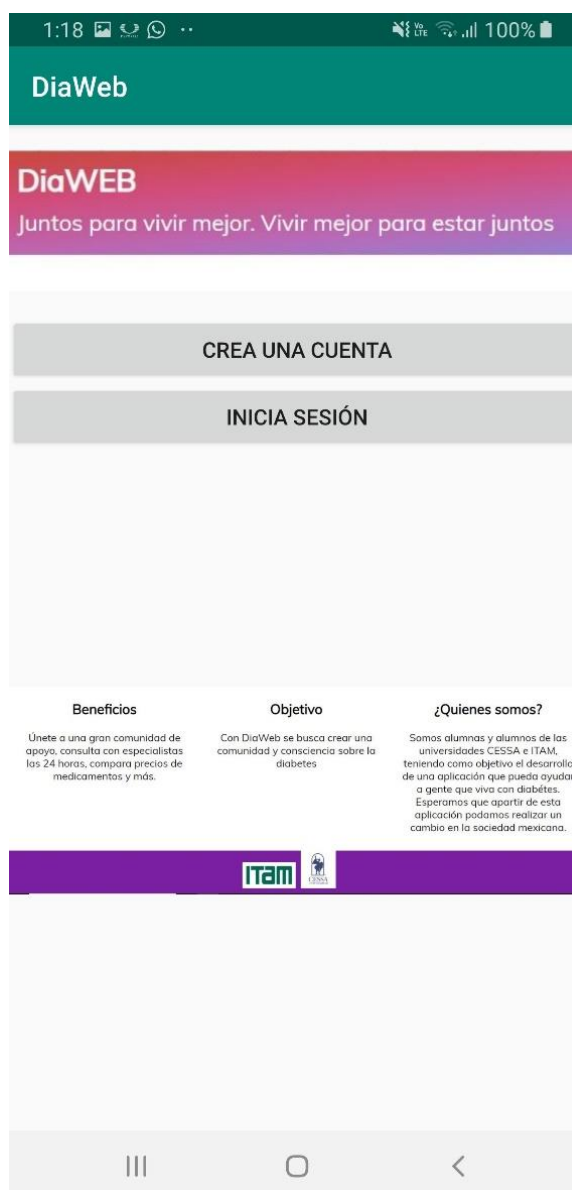 1:18
Vo
LTE
100%
DiaWeb
DiaWEB
Juntos para vivir mejor. Vivir mejor para estar juntos
CREA UNA CUENTA
INICIA SESIÓN
Beneficios
Únete a una gran comunidad de
apoyo, consulta con especialistas
las 24 horas, compara precios de
medicamentos y más.
Objetivo
Con DiaWeb se busca crear una
comunidad y consciencia sobre la
diabetes
¿Quienes somos?
Somos alumnas y alumnos de las
universidades CESSA e ITAM,
teniendo como objetivo el desarrollo
de una aplicación que pueda ayudar
a gente que viva con diabétes.
Esperamos que apartir de esta
aplicación podamos realizar un
cambio en la sociedad mexicana.
ITAM
CESSA